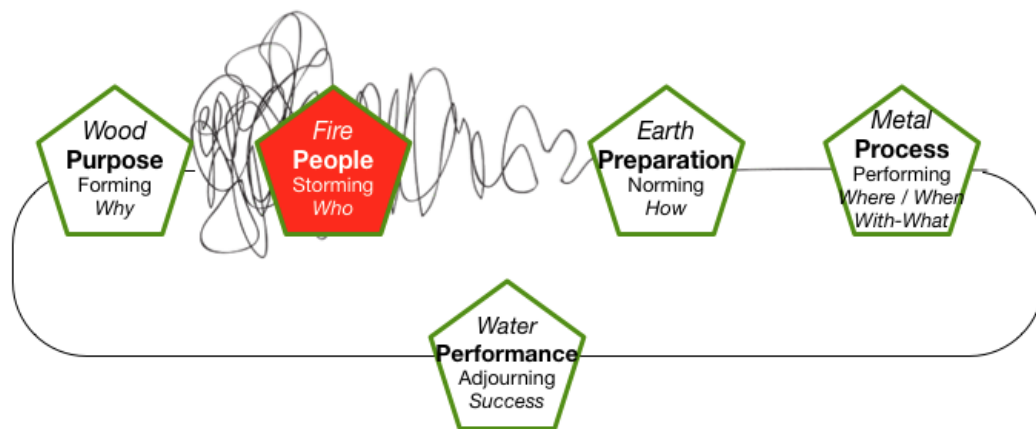 Wood
Purpose
Forming
Why
Fire
People
Storming
Who
Earth
Preparation
Norming
How
Metal
Process
Performing
Where / When
With-What
Water
Performance
Adjourning
Success